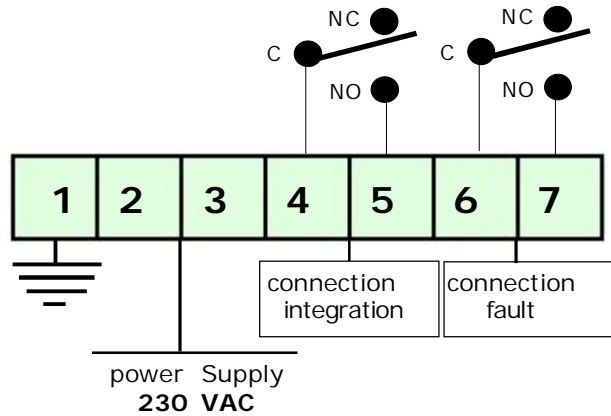 NC
NC
C
C
NO
NO
1 2 3 4 5 6 7
connection
integration
connection
fault
power Supply
230 VAC